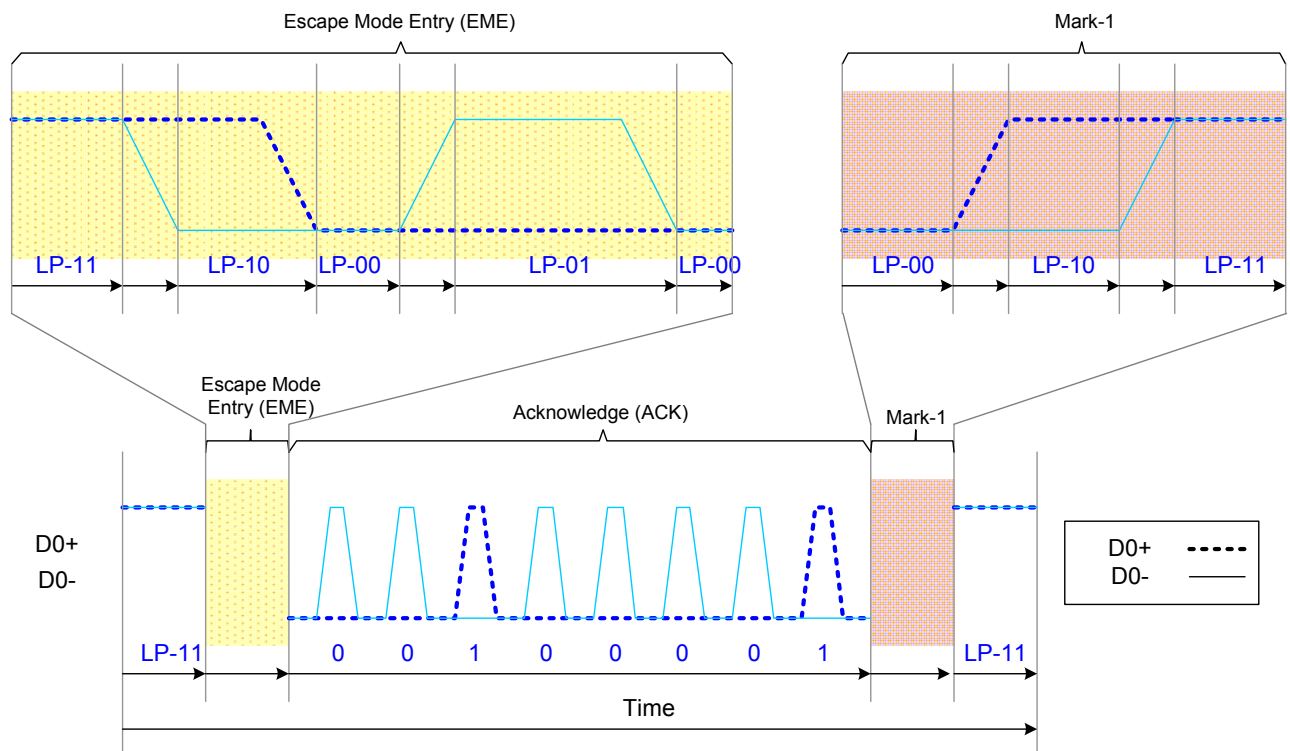 Escape Mode Entry (EME)
Mark-1
LP-11 LP-10 LP-00 LP-01 LP-00
LP-00 LP-10 LP-11
Escape Mode
Entry (EME)
Acknowledge (ACK)
Mark-1
D0+
D0-
D0+
D0-
LP-11 0 0 1 0 0 0 0 1 LP-11
Time